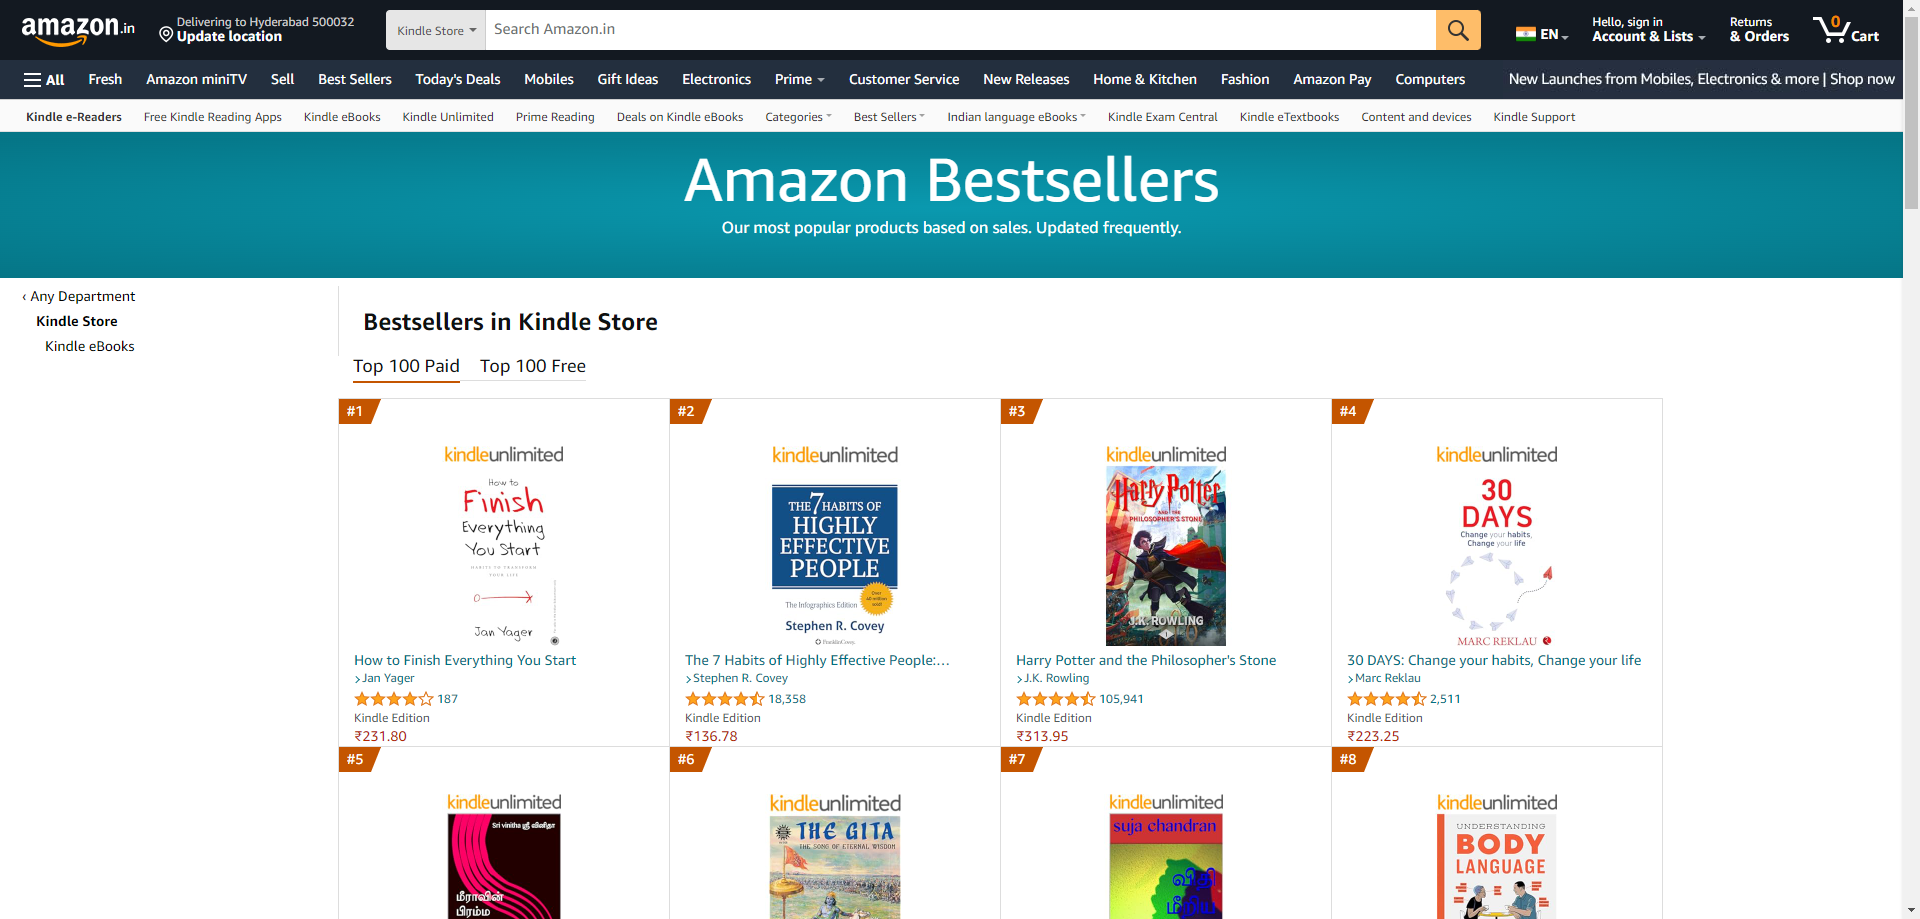 amazon.in
Delivering to Hyderabad 500032
Update location
Kindle Store
Search Amazon.in
EN
Hello, sign in
Account & Lists
Returns
& Orders
0
Cart
All
Fresh
Amazon miniTV
Sell
Best Sellers
Today's Deals
Mobiles
Gift Ideas
Electronics
Prime
Customer Service
New Releases
Home & Kitchen
Fashion
Amazon Pay
Computers
New Launches from Mobiles, Electronics & more | Shop now
Kindle e-Readers
Free Kindle Reading Apps
Kindle eBooks
Kindle Unlimited
Prime Reading
Deals on Kindle eBooks
Categories
Best Sellers
Indian language eBooks
Kindle Exam Central
Kindle eTextbooks
Content and devices
Kindle Support
Amazon Bestsellers
Our most popular products based on sales. Updated frequently.
‹ Any Department
Kindle Store
Kindle eBooks
Bestsellers in Kindle Store
Top 100 Paid
Top 100 Free
#1
kindleunlimited
How to
Finish
Everything
You Start
HABITS TO TRANSFORM
YOUR LIFE
Jan Yager
How to Finish Everything You Start
›Jan Yager
187
Kindle Edition
₹231.80
#2
kindleunlimited
THE 7 HABITS OF
HIGHLY
EFFECTIVE
PEOPLE
Over
40 million
sold!
The Infographics Edition
Stephen R. Covey
FranklinCovey
The 7 Habits of Highly Effective People:…
›Stephen R. Covey
18,358
Kindle Edition
₹136.78
#3
kindleunlimited
Harry Potter
AND THE
PHILOSOPHER'S STONE
J.K. ROWLING
1
Harry Potter and the Philosopher's Stone
›J.K. Rowling
105,941
Kindle Edition
₹313.95
#4
kindleunlimited
30
DAYS
Change your habits,
Change your life
MARC REKLAU
30 DAYS: Change your habits, Change your life
›Marc Reklau
2,511
Kindle Edition
₹223.25
#5
kindleunlimited
Sri vinitha ஸ்ரீ வினிதா
மீராவின்
பிரம்ம
#6
kindleunlimited
THE GITA
THE SONG OF ETERNAL WISDOM
#7
kindleunlimited
suja chandran
விதி
மீறிய
#8
kindleunlimited
UNDERSTANDING
BODY
LANGUAGE